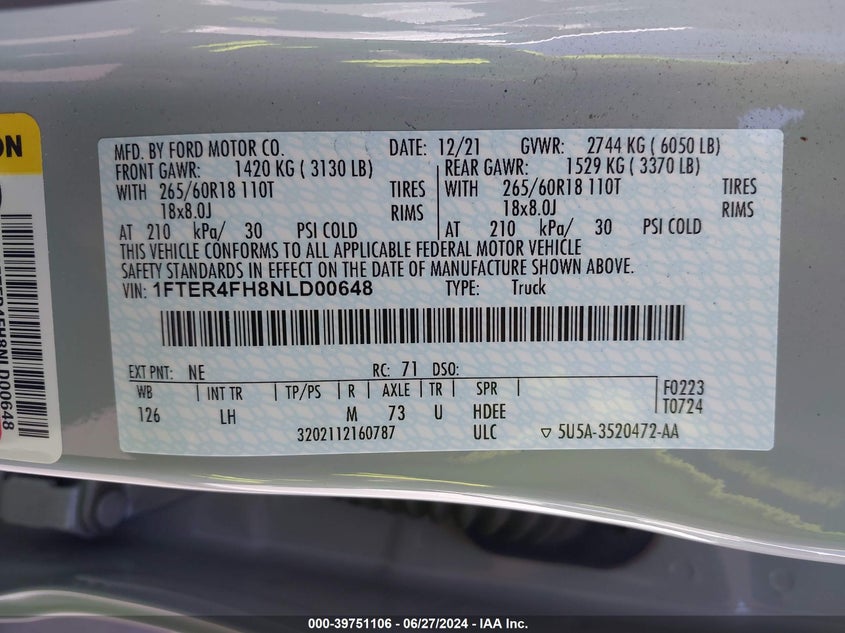 MFD. BY FORD MOTOR CO. DATE: 12/21 GVWR: 2744 KG ( 6050 LB)
FRONT GAWR: 1420 KG ( 3130 LB) REAR GAWR: 1529 KG ( 3370 LB)
WITH 265/60R18 110T TIRES WITH 265/60R18 110T TIRES
18x8.0J RIMS 18x8.0J RIMS
AT 210 kPa/ 30 PSI COLD AT 210 kPa/ 30 PSI COLD
THIS VEHICLE CONFORMS TO ALL APPLICABLE FEDERAL MOTOR VEHICLE
SAFETY STANDARDS IN EFFECT ON THE DATE OF MANUFACTURE SHOWN ABOVE.
VIN: 1FTER4FH8NLD00648 TYPE: Truck
EXT PNT: NE RC: 71 DSO:
WB INT TR TP/PS R AXLE TR SPR F0223
126 LH M 73 U HDEE T0724
3202112160787 ULC ▽ 5U5A-3520472-AA
000-39751106 - 06/27/2024 - IAA Inc.